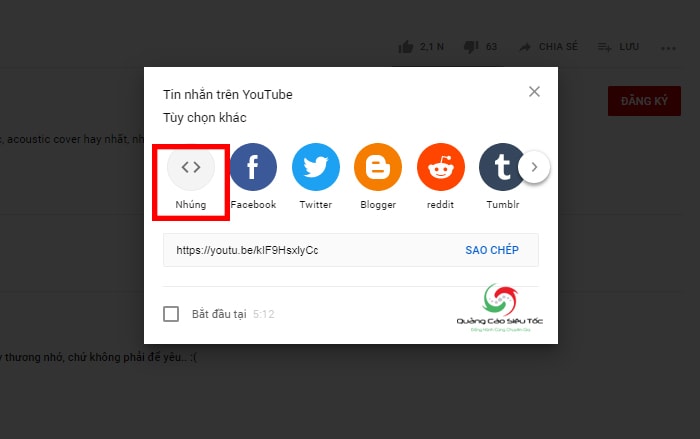 2,1 N 63 CHIA SẺ LƯU
Tin nhắn trên YouTube
Tùy chọn khác
ĐĂNG KÝ
, acoustic cover hay nhất, nh
Nhúng Facebook Twitter Blogger reddit Tumblr
https://youtu.be/kIF9HsxlyCc SAO CHÉP
Bắt đầu tại 5:12
Quảng Cáo Siêu Tốc
Đồng Hành Cùng Chuyên Gia
y thương nhớ, chứ không phải để yêu.. :(